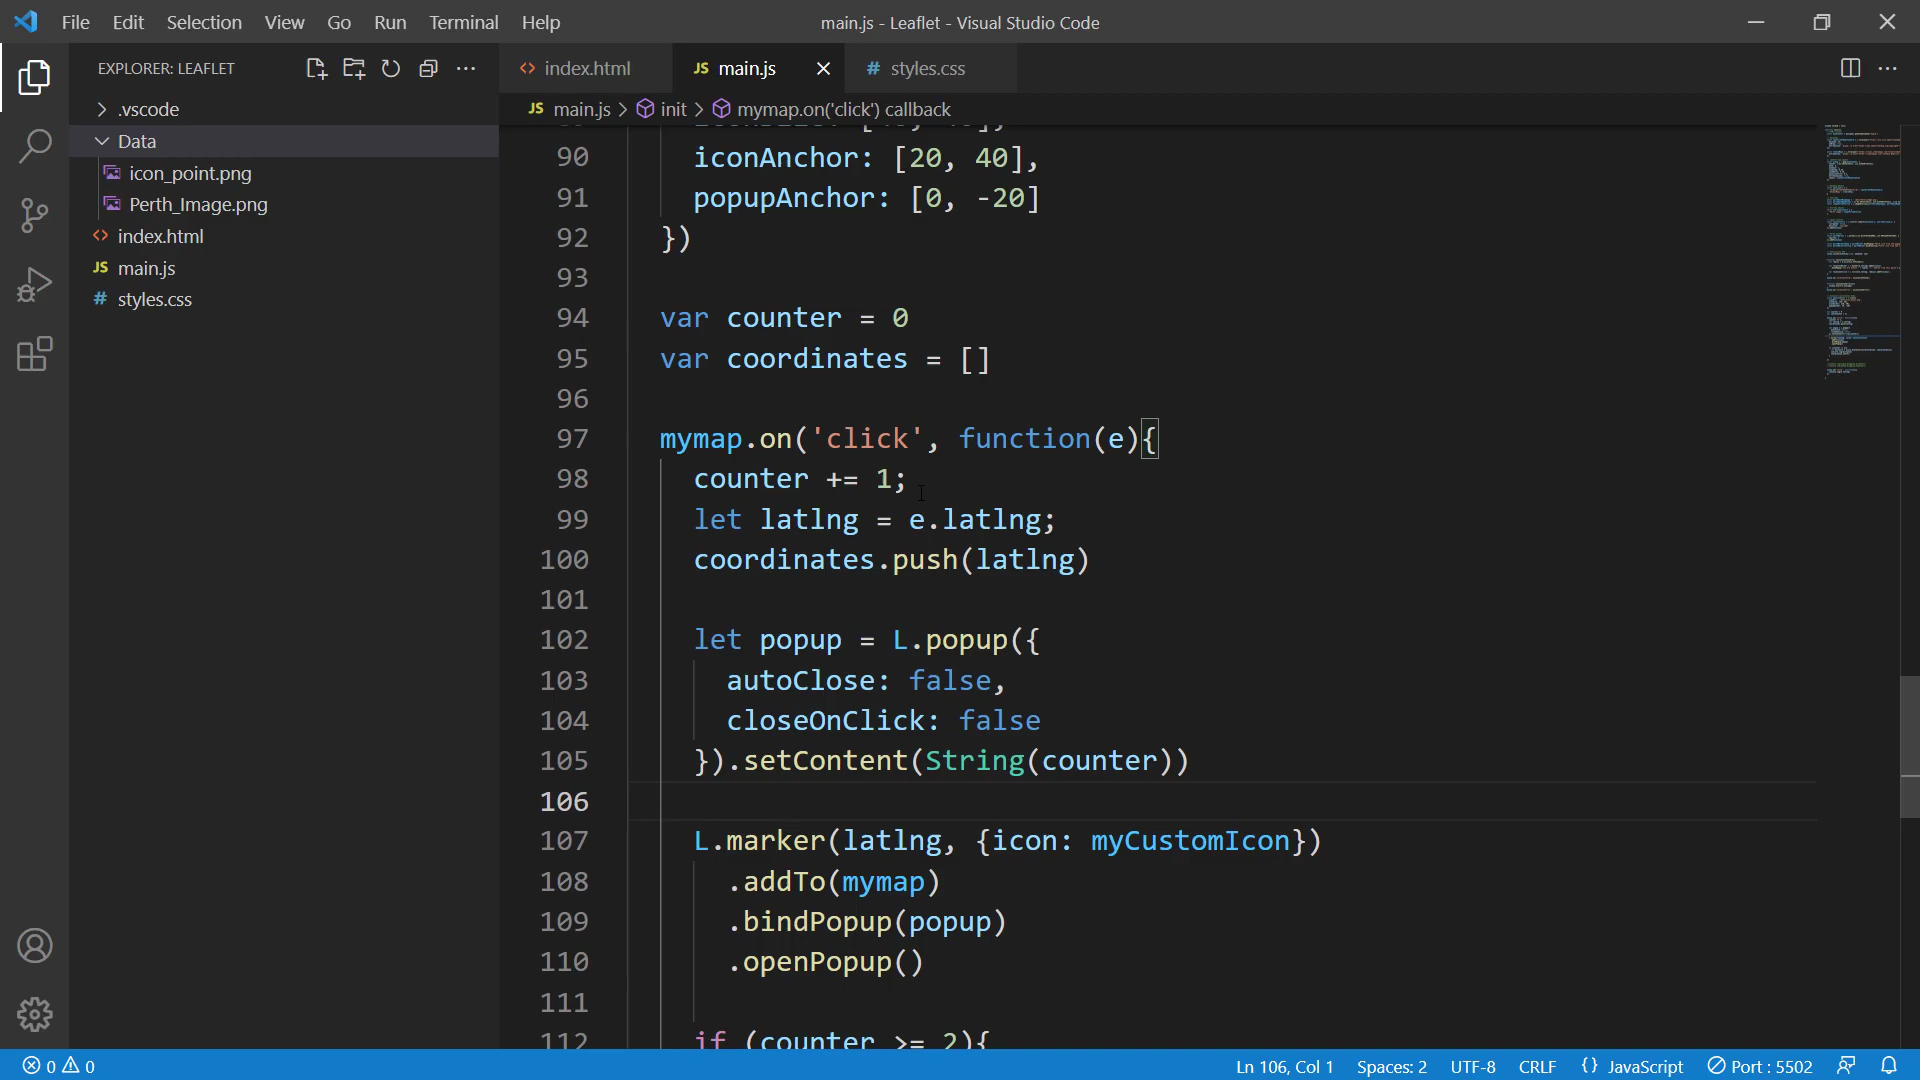 File Edit Selection View Go Run Terminal Help
main.js - Leaflet - Visual Studio Code
EXPLORER: LEAFLET
.vscode
Data
icon_point.png
Perth_Image.png
index.html
main.js
styles.css
index.html
JS main.js
# styles.css
JS main.js > init > mymap.on('click') callback
90 iconAnchor: [20, 40],
91 popupAnchor: [0, -20]
92 })
93
94 var counter = 0
95 var coordinates = []
96
97 mymap.on('click', function(e){
98 counter += 1;
99 let latlng = e.latlng;
100 coordinates.push(latlng)
101
102 let popup = L.popup({
103 autoClose: false,
104 closeOnClick: false
105 }).setContent(String(counter))
106
107 L.marker(latlng, {icon: myCustomIcon})
108 .addTo(mymap)
109 .bindPopup(popup)
110 .openPopup()
111
112 if (counter >= 2){
0 0
Ln 106, Col 1 Spaces: 2 UTF-8 CRLF {} JavaScript Port : 5502